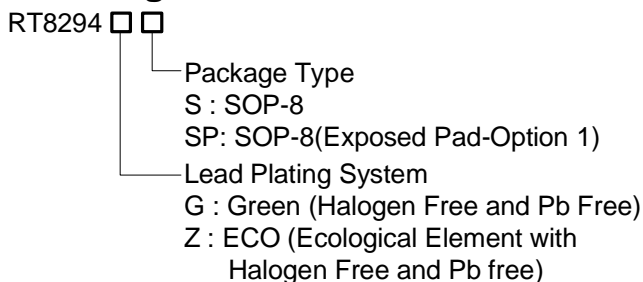 RT8294
Package Type
S : SOP-8
SP: SOP-8(Exposed Pad-Option 1)
Lead Plating System
G : Green (Halogen Free and Pb Free)
Z : ECO (Ecological Element with
Halogen Free and Pb free)